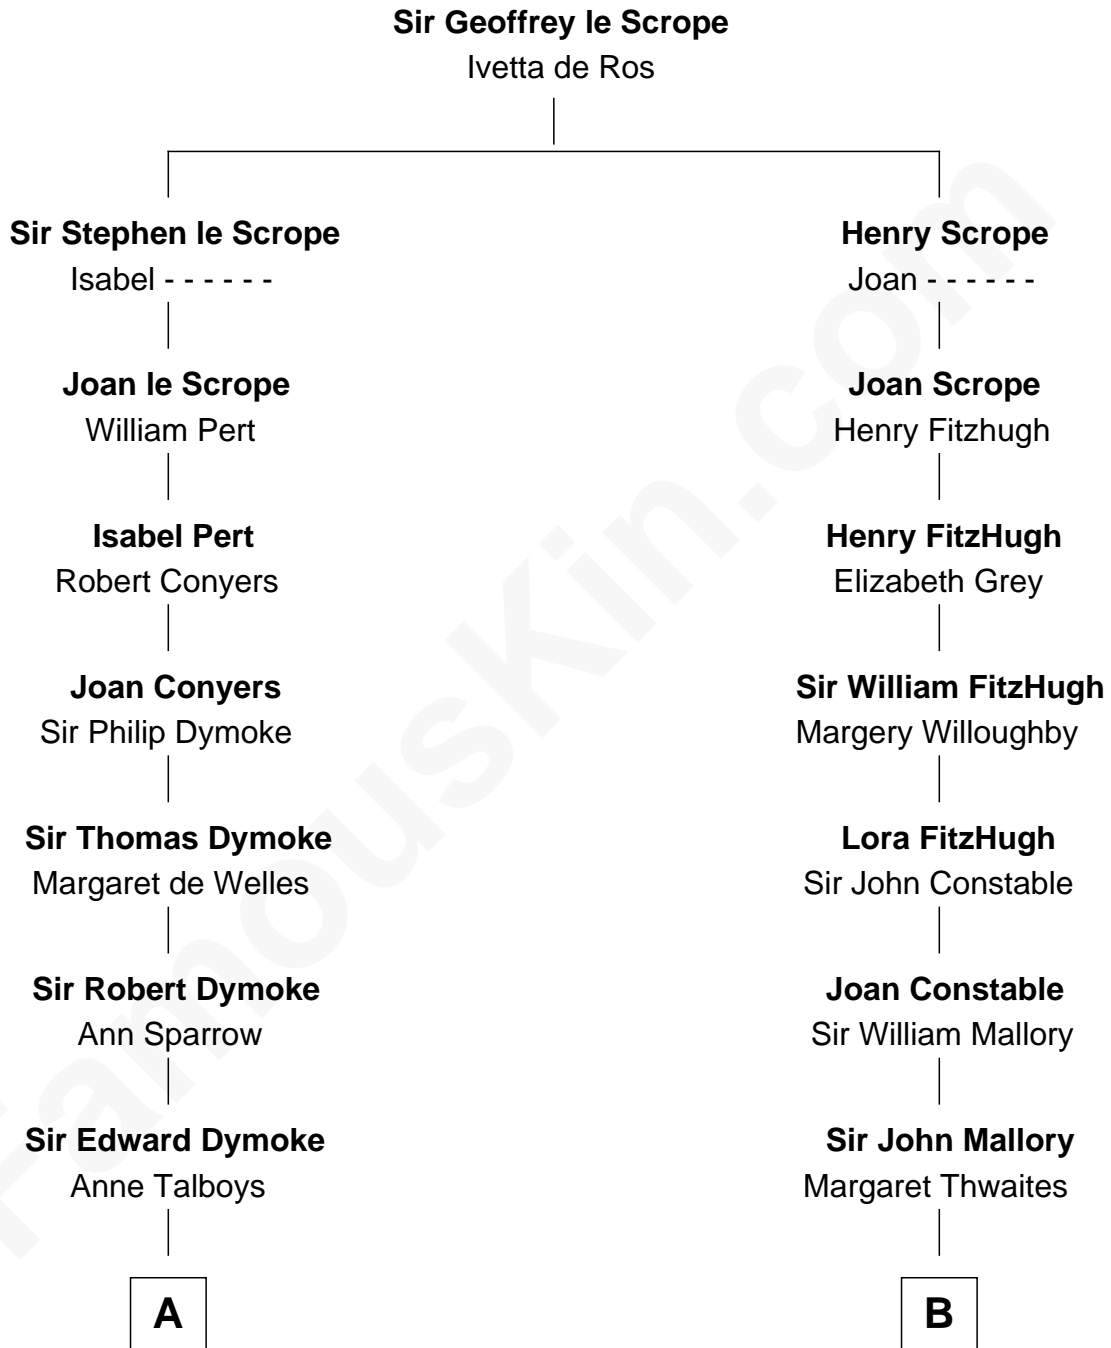 Sir Geoffrey le Scrope
Ivetta de Ros
Sir Stephen le Scrope
Isabel - - - - - -
Joan le Scrope
William Pert
Isabel Pert
Robert Conyers
Joan Conyers
Sir Philip Dymoke
Sir Thomas Dymoke
Margaret de Welles
Sir Robert Dymoke
Ann Sparrow
Sir Edward Dymoke
Anne Talboys
A
Henry Scrope
Joan - - - - - -
Joan Scrope
Henry Fitzhugh
Henry FitzHugh
Elizabeth Grey
Sir William FitzHugh
Margery Willoughby
Lora FitzHugh
Sir John Constable
Joan Constable
Sir William Mallory
Sir John Mallory
Margaret Thwaites
B
FamousKin.com